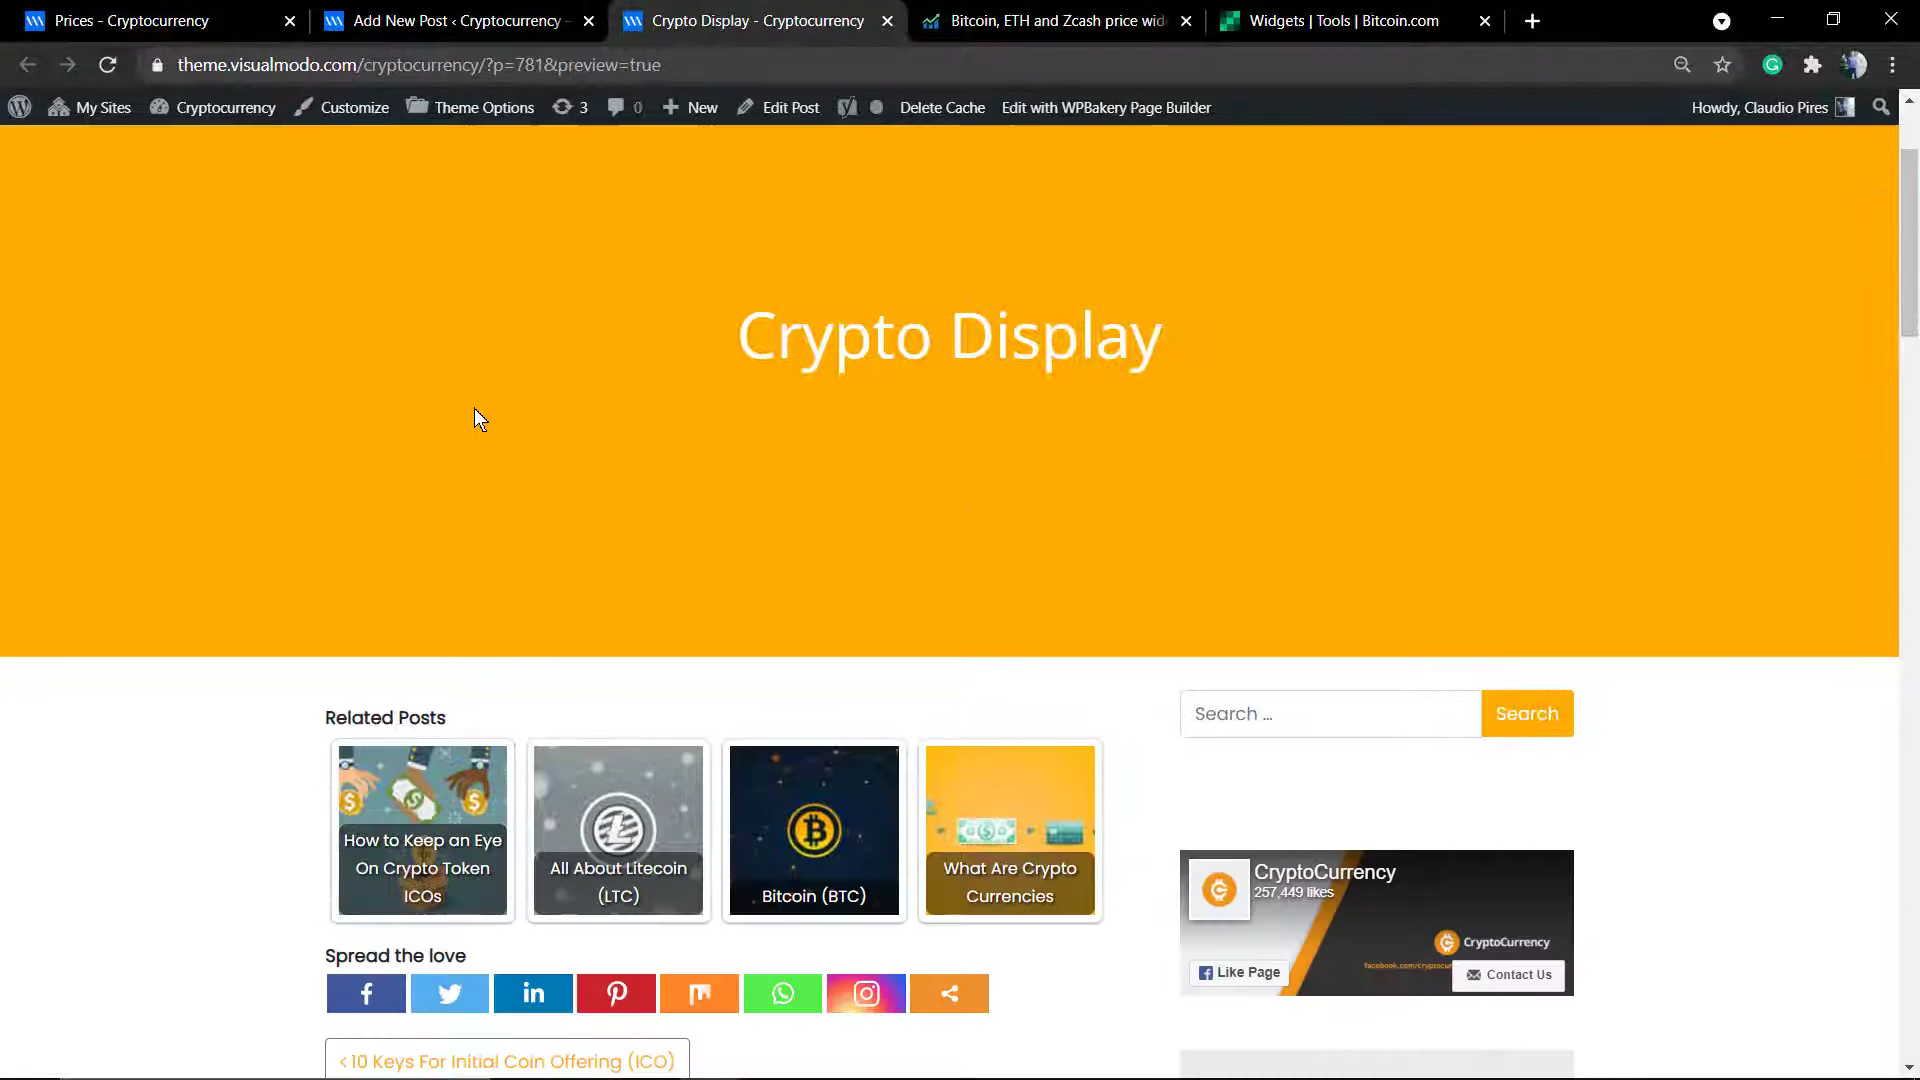 Prices - Cryptocurrency
Add New Post ‹ Cryptocurrency
Crypto Display - Cryptocurrency
Bitcoin, ETH and Zcash price
Widgets | Tools | Bitcoin.com
theme.visualmodo.com/cryptocurrency/?p=781&preview=true
My Sites
Cryptocurrency
Customize
Theme Options
3
0
New
Edit Post
Delete Cache
Edit with WPBakery Page Builder
Howdy, Claudio Pires
Crypto Display
Related Posts
How to Keep an Eye
On Crypto Token
ICOs
All About Litecoin
(LTC)
Bitcoin (BTC)
What Are Crypto
Currencies
Spread the love
< 10 Keys For Initial Coin Offering (ICO)
Search ...
Search
CryptoCurrency
257,449 likes
CryptoCurrency
Like Page
Contact Us